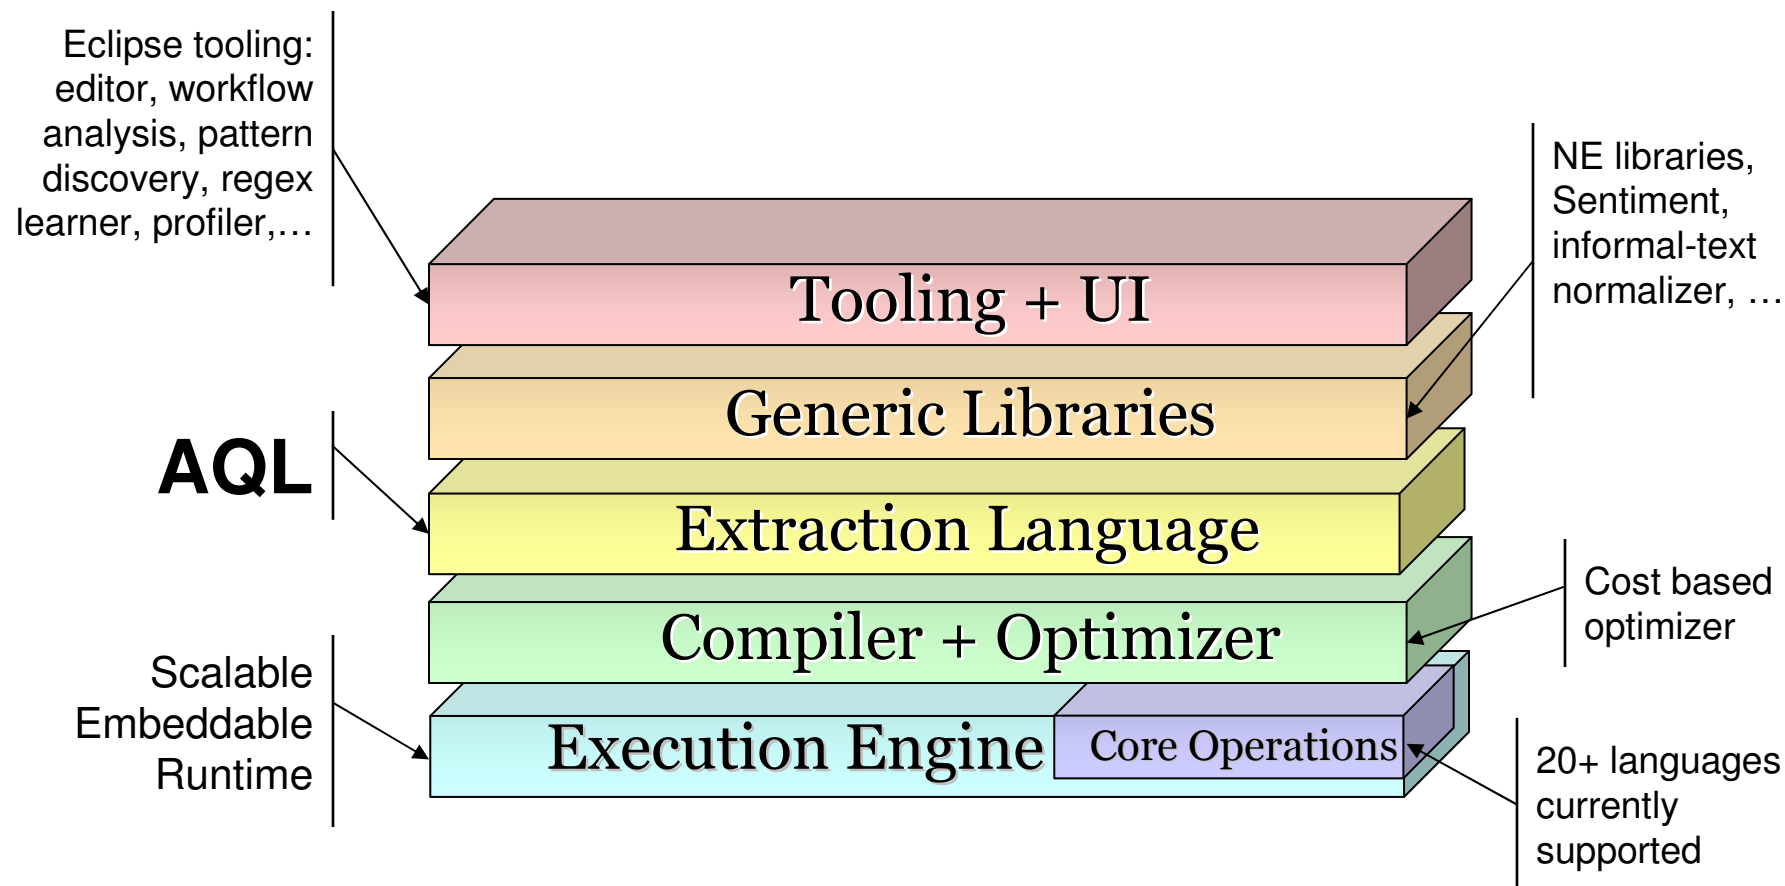 Eclipse tooling:
editor, workflow
analysis, pattern
discovery, regex
learner, profiler,…
NE libraries,
Sentiment,
informal-text
normalizer, …
Tooling + UI
Generic Libraries
AQL
Extraction Language
Cost based
optimizer
Compiler + Optimizer
Scalable
Embeddable
Runtime
Execution Engine
Core Operations
20+ languages
currently
supported